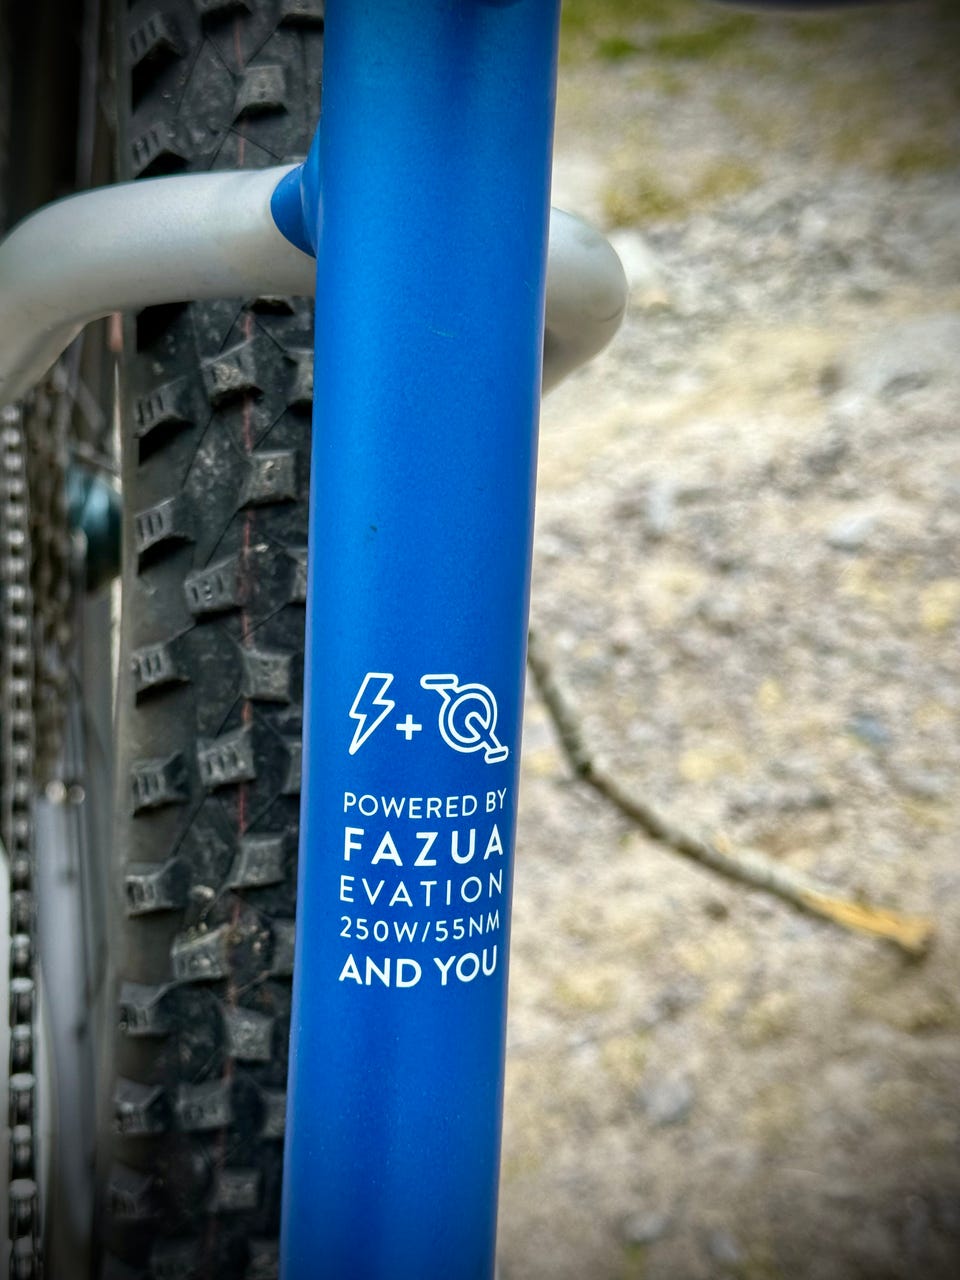 POWERED BY
FAZUA
EVATION
250W/55NM
AND YOU